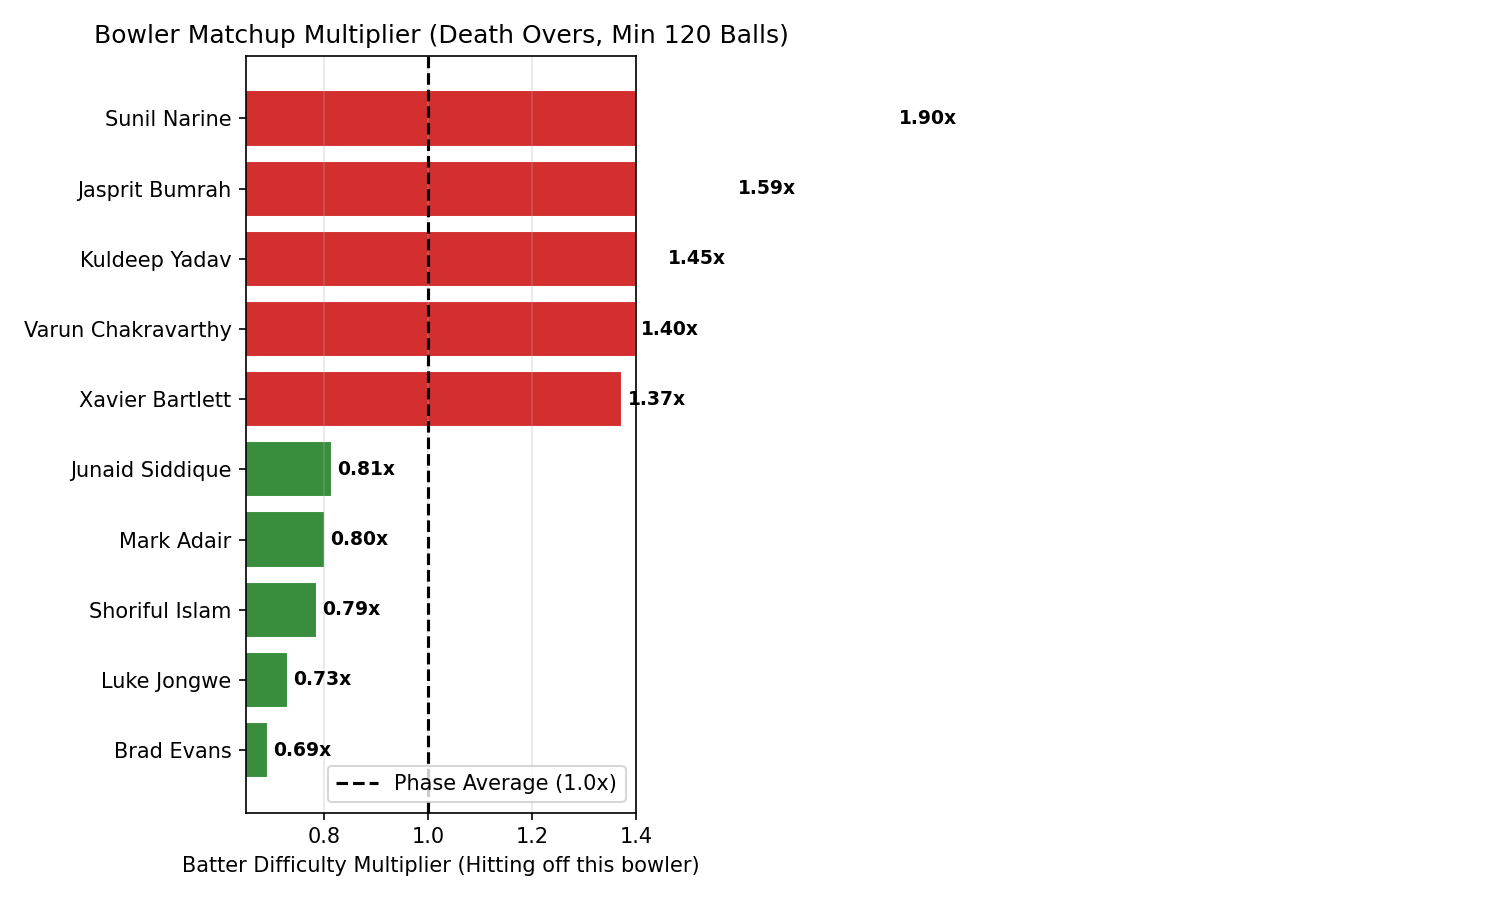 Bowler Matchup Multiplier (Death Overs, Min 120 Balls)
Sunil Narine 1.90x
Jasprit Bumrah 1.59x
Kuldeep Yadav 1.45x
Varun Chakravarthy 1.40x
Xavier Bartlett 1.37x
Junaid Siddique 0.81x
Mark Adair 0.80x
Shoriful Islam 0.79x
Luke Jongwe 0.73x
Brad Evans 0.69x
Phase Average (1.0x)
0.8 1.0 1.2 1.4
Batter Difficulty Multiplier (Hitting off this bowler)